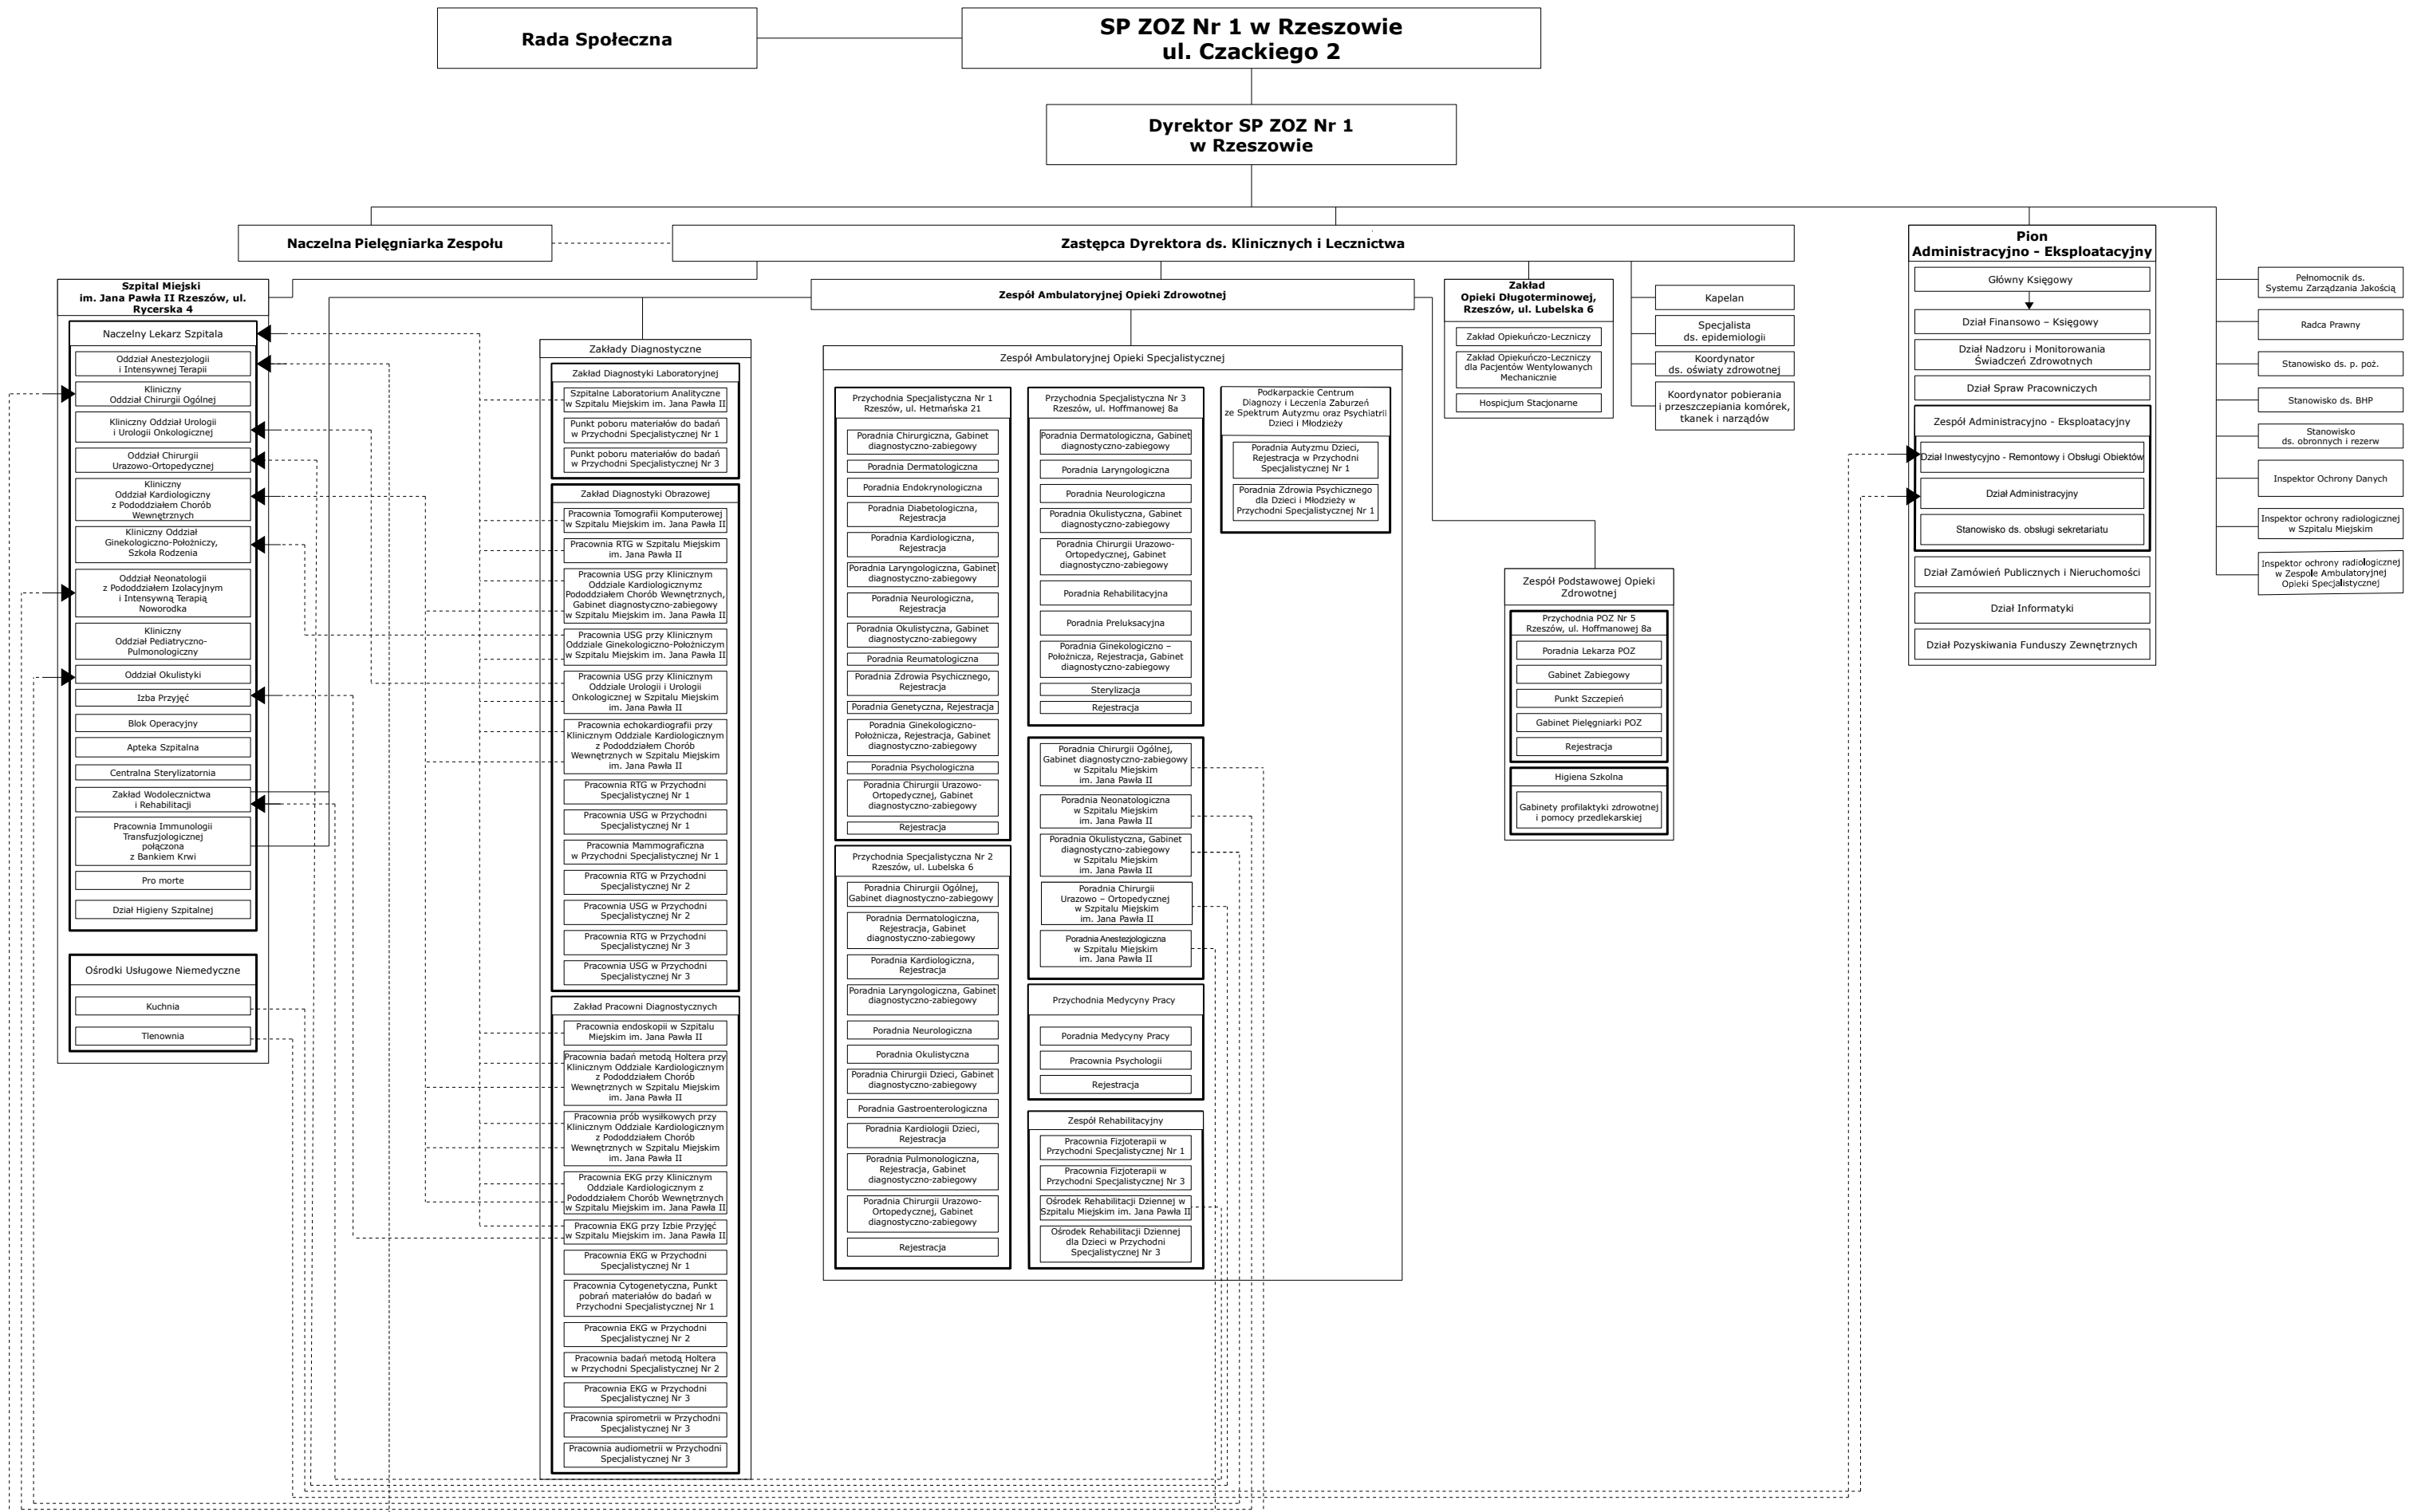 Rada Społeczna
SP ZOZ Nr 1 w Rzeszowie
ul. Czackiego 2
Dyrektor SP ZOZ Nr 1
w Rzeszowie
Naczelna Pielęgniarka Zespołu
Zastępca Dyrektora ds. Klinicznych i Lecznictwa
Szpital Miejski
im. Jana Pawła II Rzeszów, ul.
Rycerska 4
Naczelny Lekarz Szpitala
Oddział Anestezjologii
i Intensywnej Terapii
Kliniczny
Oddział Chirurgii Ogólnej
Kliniczny Oddział Urologii
i Urologii Onkologicznej
Oddział Chirurgii
Urazowo-Ortopedycznej
Kliniczny
Oddział Kardiologiczny
z Pododdziałem Chorób
Wewnętrznych
Kliniczny Oddział
Ginekologiczno-Położniczy,
Szkoła Rodzenia
Oddział Neonatologii
z Pododdziałem Izolacyjnym
i Intensywną Terapią
Noworodka
Kliniczny
Oddział Pediatryczno-
Pulmonologiczny
Oddział Okulistyki
Izba Przyjęć
Blok Operacyjny
Apteka Szpitalna
Centralna Sterylizatornia
Zakład Wodolecznictwa
i Rehabilitacji
Pracownia Immunologii
Transfuzjologicznej
połączona
z Bankiem Krwi
Pro morte
Dział Higieny Szpitalnej
Ośrodki Usługowe Niemedyczne
Kuchnia
Tlenownia
Zespół Ambulatoryjnej Opieki Zdrowotnej
Zakłady Diagnostyczne
Zakład Diagnostyki Laboratoryjnej
Szpitalne Laboratorium Analityczne
w Szpitalu Miejskim im. Jana Pawła II
Punkt poboru materiałów do badań
w Przychodni Specjalistycznej Nr 1
Punkt poboru materiałów do badań
w Przychodni Specjalistycznej Nr 3
Zakład Diagnostyki Obrazowej
Pracownia Tomografii Komputerowej
w Szpitalu Miejskim im. Jana Pawła II
Pracownia RTG w Szpitalu Miejskim
im. Jana Pawła II
Pracownia USG przy Klinicznym
Oddziale Kardiologicznymz
Pododdziałem Chorób Wewnętrznych,
Gabinet diagnostyczno-zabiegowy
w Szpitalu Miejskim im. Jana Pawła II
Pracownia USG przy Klinicznym
Oddziale Ginekologiczno-Położniczym
w Szpitalu Miejskim im. Jana Pawła II
Pracownia USG przy Klinicznym
Oddziale Urologii i Urologii
Onkologicznej w Szpitalu Miejskim
im. Jana Pawła II
Pracownia echokardiografii przy
Klinicznym Oddziale Kardiologicznym
z Pododdziałem Chorób
Wewnętrznych w Szpitalu Miejskim
im. Jana Pawła II
Pracownia RTG w Przychodni
Specjalistycznej Nr 1
Pracownia USG w Przychodni
Specjalistycznej Nr 1
Pracownia Mammograficzna
w Przychodni Specjalistycznej Nr 1
Pracownia RTG w Przychodni
Specjalistycznej Nr 2
Pracownia USG w Przychodni
Specjalistycznej Nr 2
Pracownia RTG w Przychodni
Specjalistycznej Nr 3
Pracownia USG w Przychodni
Specjalistycznej Nr 3
Zakład Pracowni Diagnostycznych
Pracownia endoskopii w Szpitalu
Miejskim im. Jana Pawła II
Pracownia badań metodą Holtera przy
Klinicznym Oddziale Kardiologicznym
z Pododdziałem Chorób
Wewnętrznych w Szpitalu Miejskim
im. Jana Pawła II
Pracownia prób wysiłkowych przy
Klinicznym Oddziale Kardiologicznym
z Pododdziałem Chorób
Wewnętrznych w Szpitalu Miejskim
im. Jana Pawła II
Pracownia EKG przy Klinicznym
Oddziale Kardiologicznym z
Pododdziałem Chorób Wewnętrznych
w Szpitalu Miejskim im. Jana Pawła II
Pracownia EKG przy Izbie Przyjęć
w Szpitalu Miejskim im. Jana Pawła II
Pracownia EKG w Przychodni
Specjalistycznej Nr 1
Pracownia Cytogenetyczna, Punkt
pobrań materiałów do badań w
Przychodni Specjalistycznej Nr 1
Pracownia EKG w Przychodni
Specjalistycznej Nr 2
Pracownia badań metodą Holtera
w Przychodni Specjalistycznej Nr 2
Pracownia EKG w Przychodni
Specjalistycznej Nr 3
Pracownia spirometrii w Przychodni
Specjalistycznej Nr 3
Pracownia audiometrii w Przychodni
Specjalistycznej Nr 3
Zespół Ambulatoryjnej Opieki Specjalistycznej
Przychodnia Specjalistyczna Nr 1
Rzeszów, ul. Hetmańska 21
Poradnia Chirurgiczna, Gabinet
diagnostyczno-zabiegowy
Poradnia Dermatologiczna
Poradnia Endokrynologiczna
Poradnia Diabetologiczna,
Rejestracja
Poradnia Kardiologiczna,
Rejestracja
Poradnia Laryngologiczna, Gabinet
diagnostyczno-zabiegowy
Poradnia Neurologiczna,
Rejestracja
Poradnia Okulistyczna, Gabinet
diagnostyczno-zabiegowy
Poradnia Reumatologiczna
Poradnia Zdrowia Psychicznego,
Rejestracja
Poradnia Genetyczna, Rejestracja
Poradnia Ginekologiczno-
Położnicza, Rejestracja, Gabinet
diagnostyczno-zabiegowy
Poradnia Psychologiczna
Poradnia Chirurgii Urazowo-
Ortopedycznej, Gabinet
diagnostyczno-zabiegowy
Rejestracja
Przychodnia Specjalistyczna Nr 2
Rzeszów, ul. Lubelska 6
Poradnia Chirurgii Ogólnej,
Gabinet diagnostyczno-zabiegowy
Poradnia Dermatologiczna,
Rejestracja, Gabinet
diagnostyczno-zabiegowy
Poradnia Kardiologiczna,
Rejestracja
Poradnia Laryngologiczna, Gabinet
diagnostyczno-zabiegowy
Poradnia Neurologiczna
Poradnia Okulistyczna
Poradnia Chirurgii Dzieci, Gabinet
diagnostyczno-zabiegowy
Poradnia Gastroenterologiczna
Poradnia Kardiologii Dzieci,
Rejestracja
Poradnia Pulmonologiczna,
Rejestracja, Gabinet
diagnostyczno-zabiegowy
Poradnia Chirurgii Urazowo-
Ortopedycznej, Gabinet
diagnostyczno-zabiegowy
Rejestracja
Przychodnia Specjalistyczna Nr 3
Rzeszów, ul. Hoffmanowej 8a
Poradnia Dermatologiczna, Gabinet
diagnostyczno-zabiegowy
Poradnia Laryngologiczna
Poradnia Neurologiczna
Poradnia Okulistyczna, Gabinet
diagnostyczno-zabiegowy
Poradnia Chirurgii Urazowo-
Ortopedycznej, Gabinet
diagnostyczno-zabiegowy
Poradnia Rehabilitacyjna
Poradnia Preluksacyjna
Poradnia Ginekologiczno –
Położnicza, Rejestracja, Gabinet
diagnostyczno-zabiegowy
Sterylizacja
Rejestracja
Poradnia Chirurgii Ogólnej,
Gabinet diagnostyczno-zabiegowy
w Szpitalu Miejskim
im. Jana Pawła II
Poradnia Neonatologiczna
w Szpitalu Miejskim
im. Jana Pawła II
Poradnia Okulistyczna, Gabinet
diagnostyczno-zabiegowy
w Szpitalu Miejskim
im. Jana Pawła II
Poradnia Chirurgii
Urazowo – Ortopedycznej
w Szpitalu Miejskim
im. Jana Pawła II
Poradnia Anestezjologiczna
w Szpitalu Miejskim
im. Jana Pawła II
Przychodnia Medycyny Pracy
Poradnia Medycyny Pracy
Pracownia Psychologii
Rejestracja
Zespół Rehabilitacyjny
Pracownia Fizjoterapii w
Przychodni Specjalistycznej Nr 1
Pracownia Fizjoterapii w
Przychodni Specjalistycznej Nr 3
Ośrodek Rehabilitacji Dziennej w
Szpitalu Miejskim im. Jana Pawła II
Ośrodek Rehabilitacji Dziennej
dla Dzieci w Przychodni
Specjalistycznej Nr 3
Podkarpackie Centrum
Diagnozy i Leczenia Zaburzeń
ze Spektrum Autyzmu oraz Psychiatrii
Dzieci i Młodzieży
Poradnia Autyzmu Dzieci,
Rejestracja w Przychodni
Specjalistycznej Nr 1
Poradnia Zdrowia Psychicznego
dla Dzieci i Młodzieży w
Przychodni Specjalistycznej Nr 1
Zakład
Opieki Długoterminowej,
Rzeszów, ul. Lubelska 6
Zakład Opiekuńczo-Leczniczy
Zakład Opiekuńczo-Leczniczy
dla Pacjentów Wentylowanych
Mechanicznie
Hospicjum Stacjonarne
Kapelan
Specjalista
ds. epidemiologii
Koordynator
ds. oświaty zdrowotnej
Koordynator pobierania
i przeszczepiania komórek,
tkanek i narządów
Zespół Podstawowej Opieki
Zdrowotnej
Przychodnia POZ Nr 5
Rzeszów, ul. Hoffmanowej 8a
Poradnia Lekarza POZ
Gabinet Zabiegowy
Punkt Szczepień
Gabinet Pielęgniarki POZ
Rejestracja
Higiena Szkolna
Gabinety profilaktyki zdrowotnej
i pomocy przedlekarskiej
Pion
Administracyjno - Eksploatacyjny
Główny Księgowy
Dział Finansowo – Księgowy
Dział Nadzoru i Monitorowania
Świadczeń Zdrowotnych
Dział Spraw Pracowniczych
Zespół Administracyjno - Eksploatacyjny
Dział Inwestycyjno - Remontowy i Obsługi Obiektów
Dział Administracyjny
Stanowisko ds. obsługi sekretariatu
Dział Zamówień Publicznych i Nieruchomości
Dział Informatyki
Dział Pozyskiwania Funduszy Zewnętrznych
Pełnomocnik ds.
Systemu Zarządzania Jakością
Radca Prawny
Stanowisko ds. p. poż.
Stanowisko ds. BHP
Stanowisko
ds. obronnych i rezerw
Inspektor Ochrony Danych
Inspektor ochrony radiologicznej
w Szpitalu Miejskim
Inspektor ochrony radiologicznej
w Zespole Ambulatoryjnej
Opieki Specjalistycznej